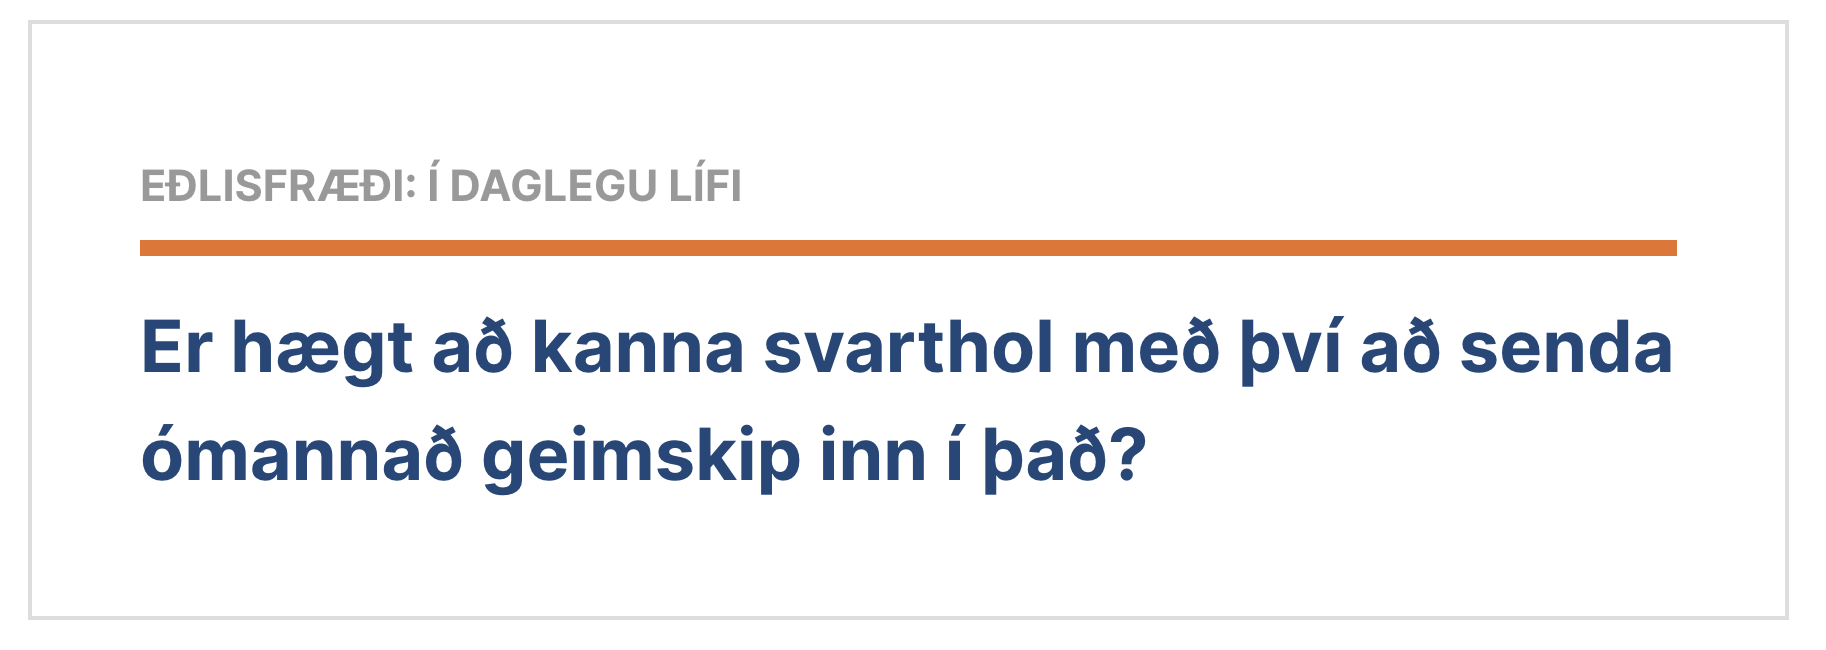 EÐLISFRÆÐI: Í DAGLEGU LÍFI
Er hægt að kanna svarthol með því að senda
ómannað geimskip inn í það?